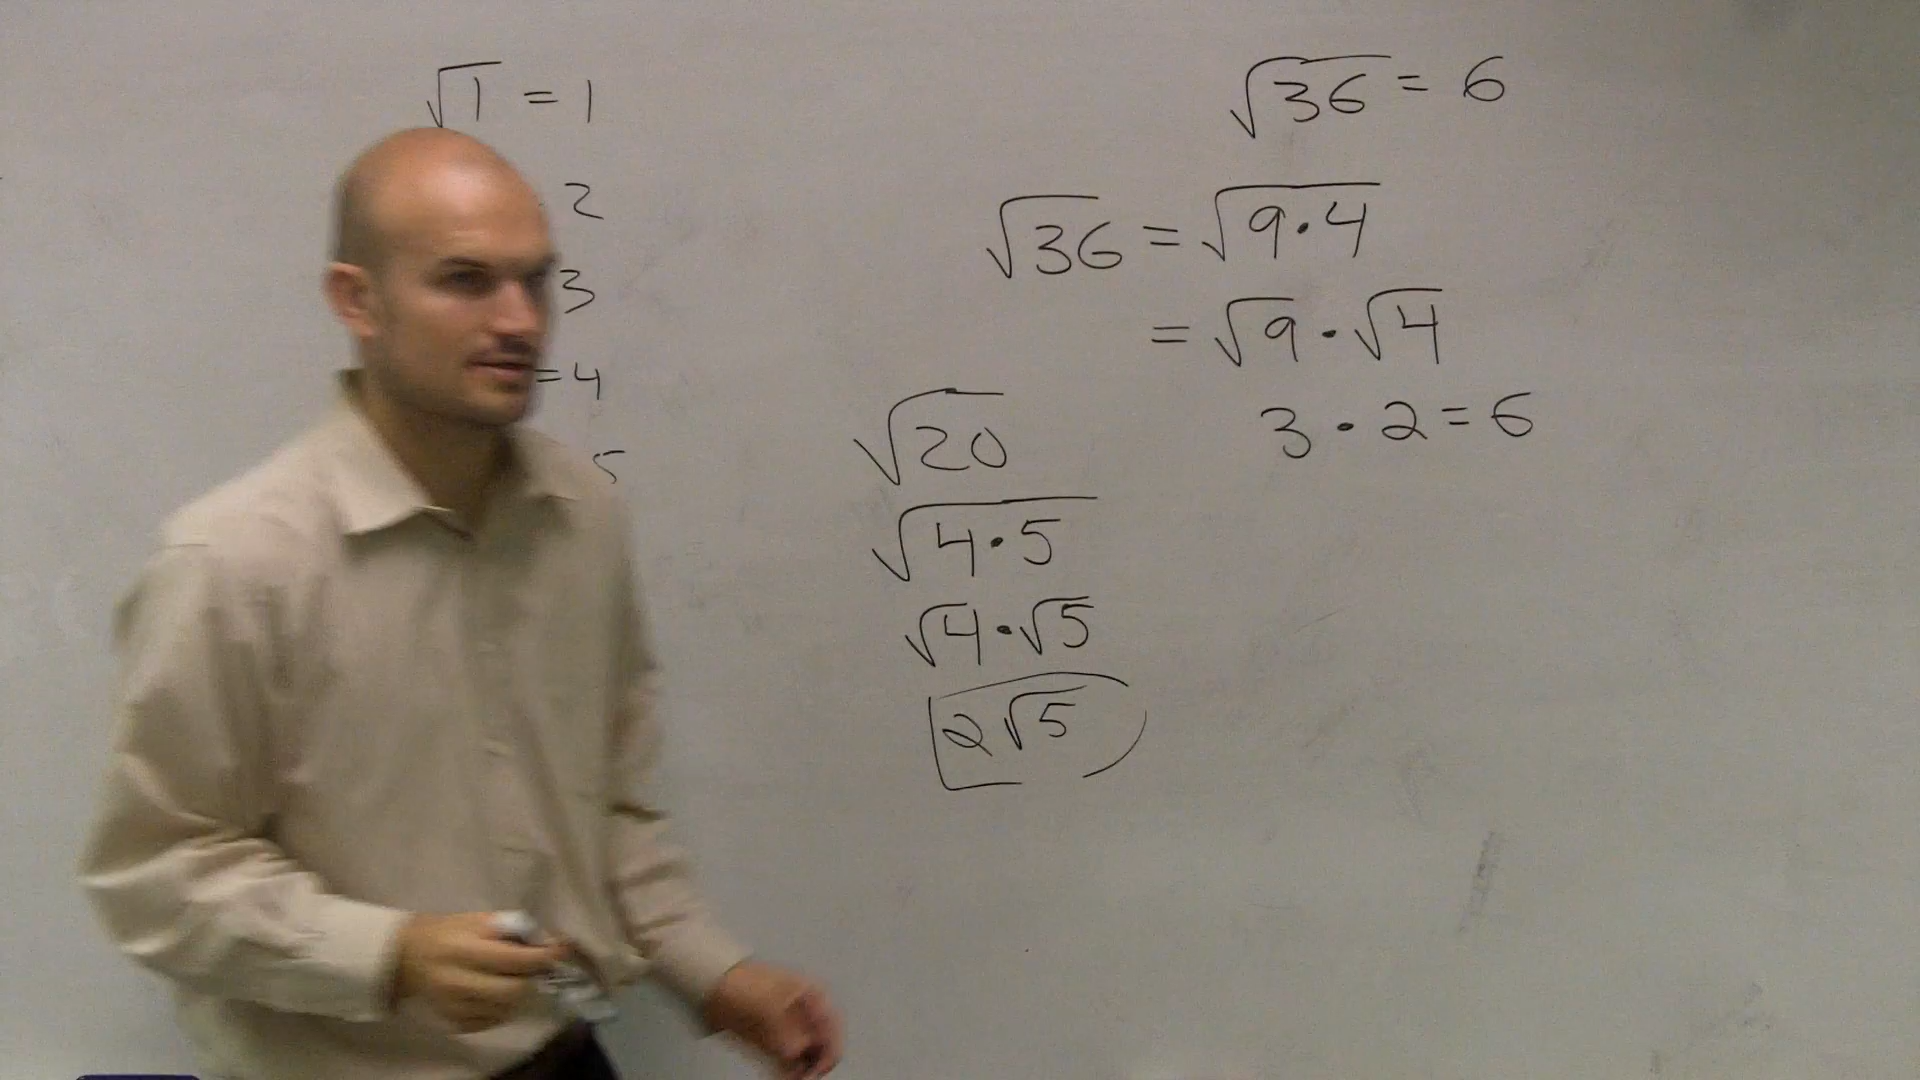 √1 = 1
2
3
= 4
5
√36 = 6
√36 = √9·4
= √9 · √4
3 · 2 = 6
√20
√4·5
√4·√5
2√5